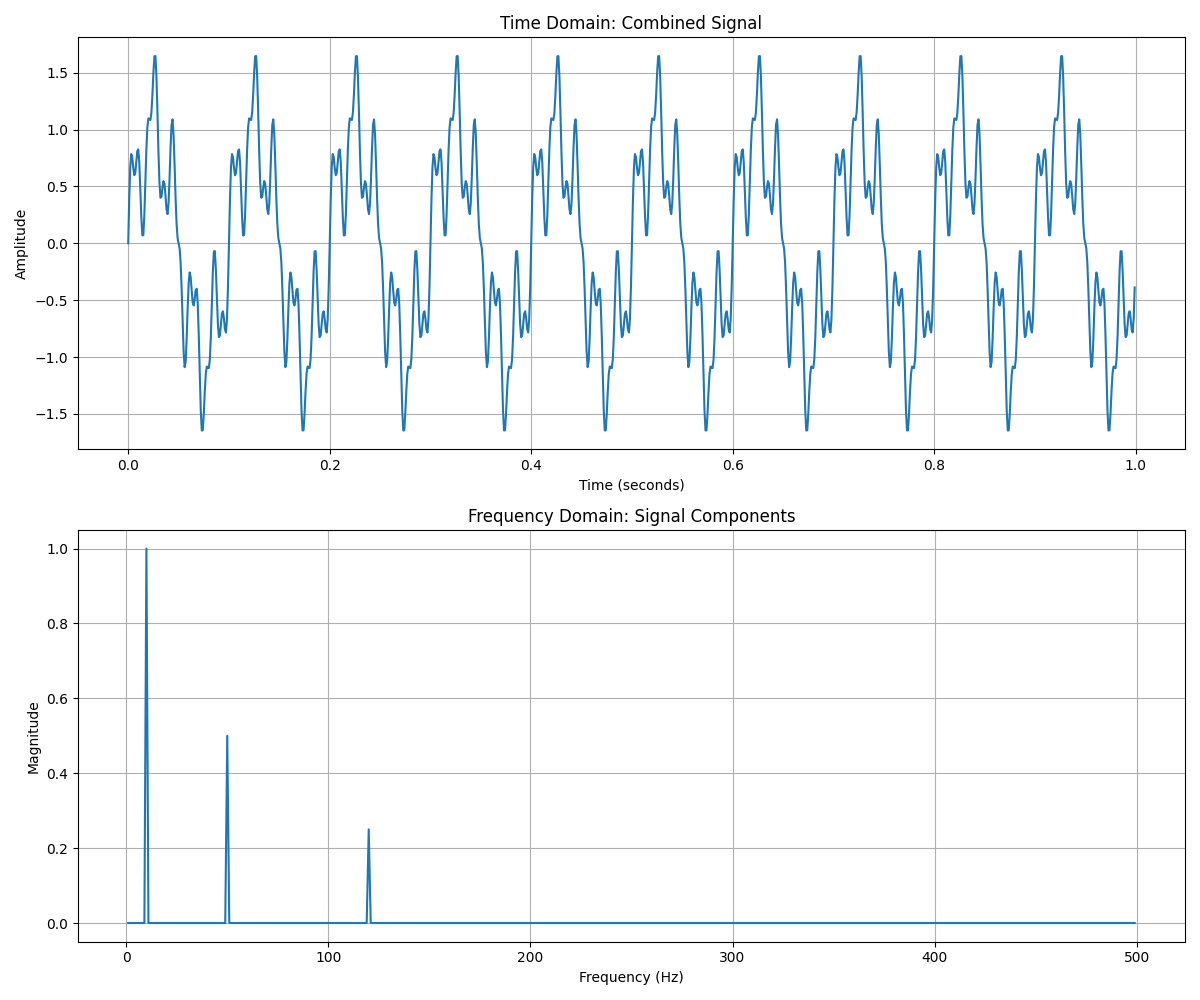 Time Domain: Combined Signal
Amplitude
1.5
1.0
0.5
0.0
−0.5
−1.0
−1.5
0.0 0.2 0.4 0.6 0.8 1.0
Time (seconds)
Frequency Domain: Signal Components
Magnitude
1.0
0.8
0.6
0.4
0.2
0.0
0 100 200 300 400 500
Frequency (Hz)